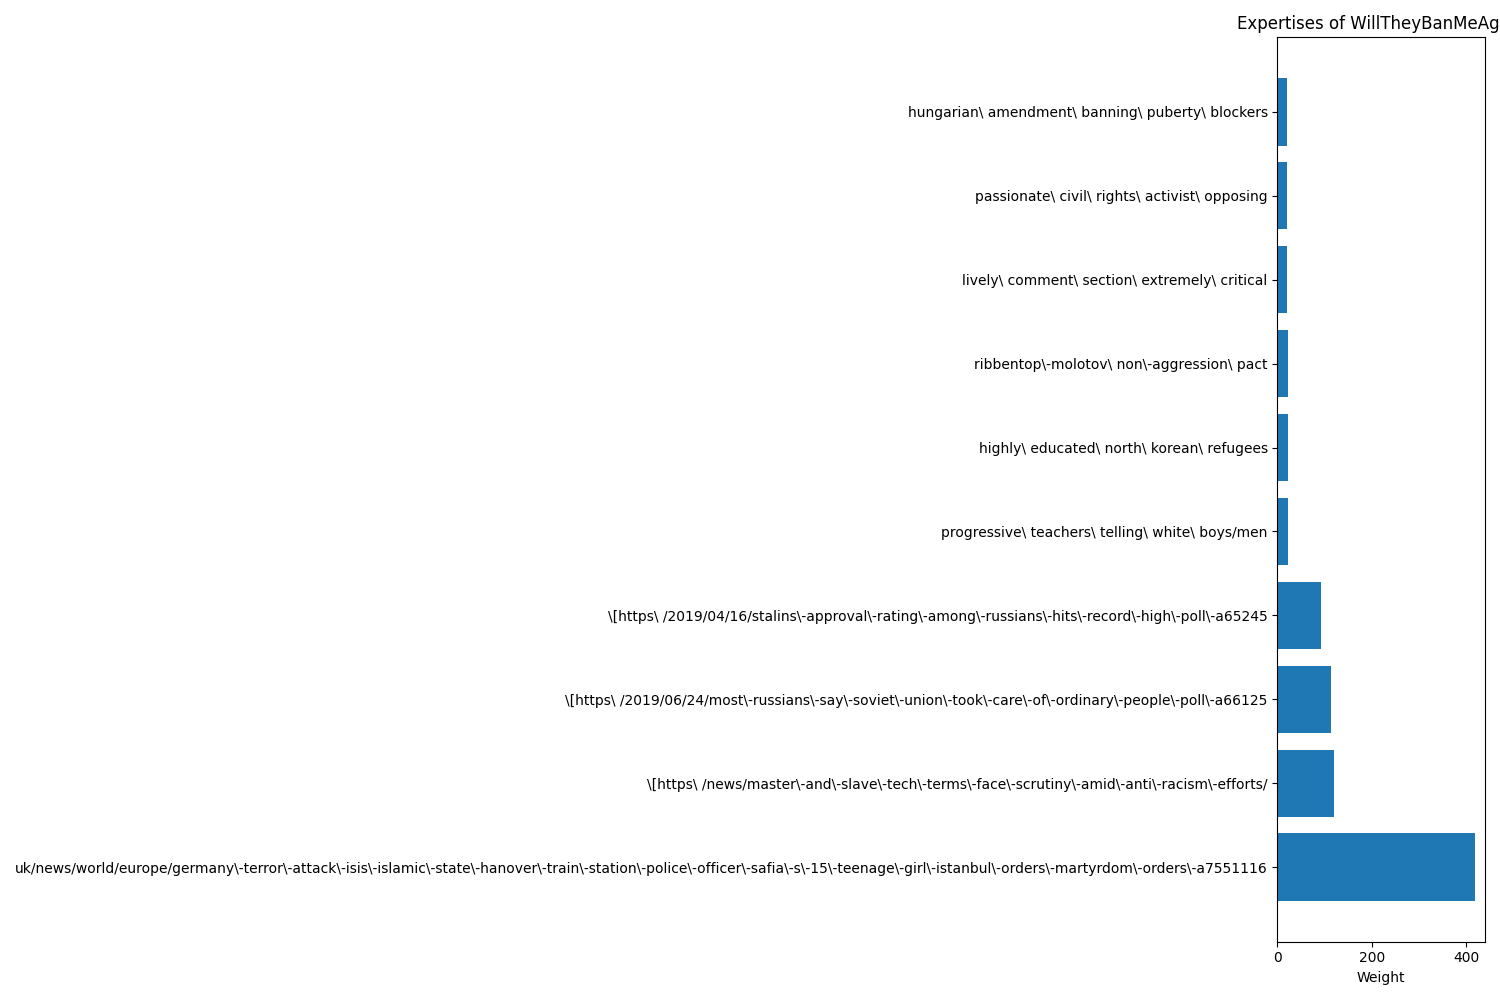 Expertises of WillTheyBanMeAg
hungarian\ amendment\ banning\ puberty\ blockers
passionate\ civil\ rights\ activist\ opposing
lively\ comment\ section\ extremely\ critical
ribbentop\-molotov\ non\-aggression\ pact
highly\ educated\ north\ korean\ refugees
progressive\ teachers\ telling\ white\ boys/men
\[https\ /2019/04/16/stalins\-approval\-rating\-among\-russians\-hits\-record\-high\-poll\-a65245
\[https\ /2019/06/24/most\-russians\-say\-soviet\-union\-took\-care\-of\-ordinary\-people\-poll\-a66125
\[https\ /news/master\-and\-slave\-tech\-terms\-face\-scrutiny\-amid\-anti\-racism\-efforts/
uk/news/world/europe/germany\-terror\-attack\-isis\-islamic\-state\-hanover\-train\-station\-police\-officer\-safia\-s\-15\-teenage\-girl\-istanbul\-orders\-martyrdom\-orders\-a7551116
0 200 400
Weight